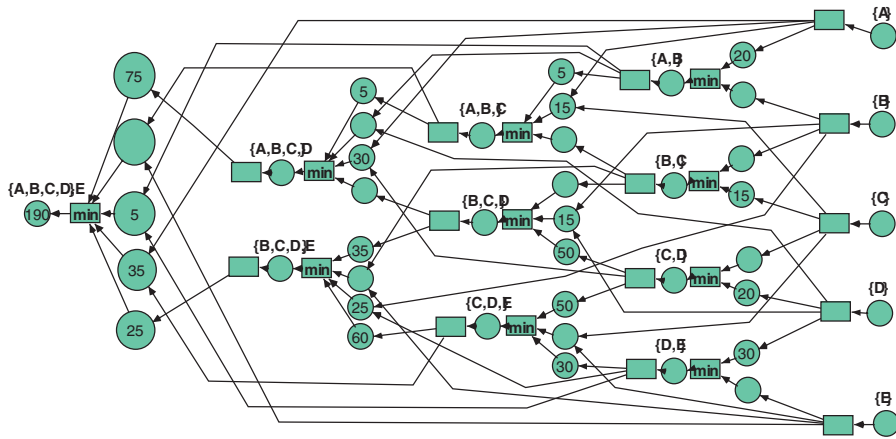 {A}
{A,B}
20
75
5
min
{B}
5
{A,B,C}
15
min
{A,B,C,D}
30
min
{B,C}
min
15
{A,B,C,D}E
190
min
5
{B,C,D}
min
15
{C}
50
{B,C,D}E
35
min
{C,D}
min
20
35
25
{D}
25
60
{C,D,E}
50
min
30
{D,E}
min
30
{E}